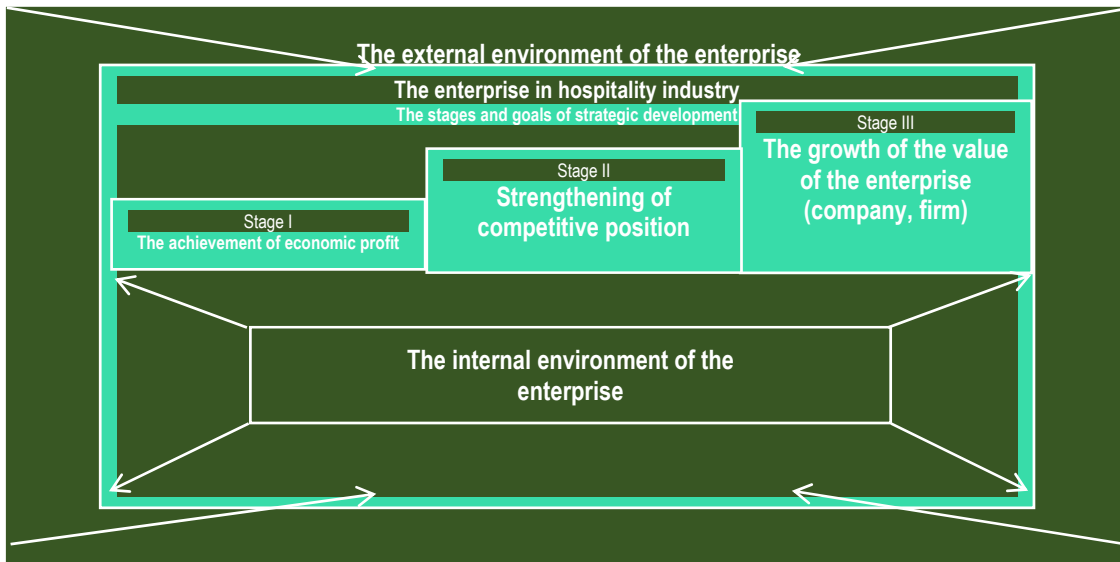 The external environment of the enterprise
The enterprise in hospitality industry
The stages and goals of strategic development
Stage I
The achievement of economic profit
Stage II
Strengthening of
competitive position
Stage III
The growth of the value
of the enterprise
(company, firm)
The internal environment of the
enterprise